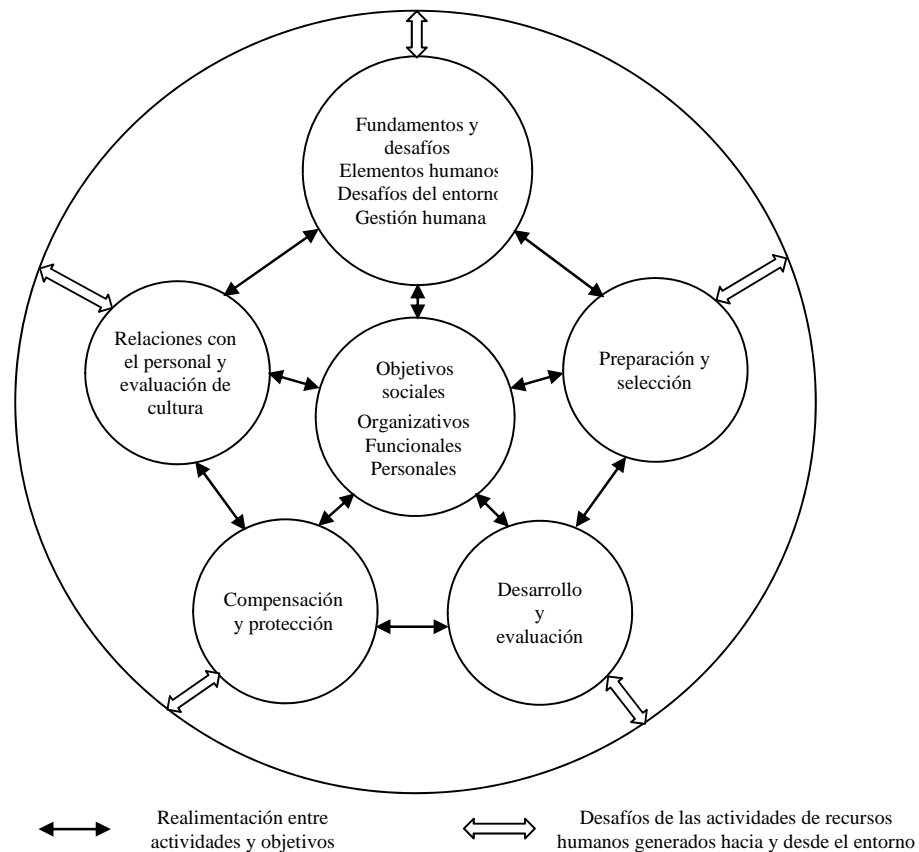 Fundamentos y
desafíos
Elementos humanos
Desafíos del entorno
Gestión humana
Relaciones con
el personal y
evaluación de
cultura
Objetivos
sociales
Organizativos
Funcionales
Personales
Preparación y
selección
Compensación
y protección
Desarrollo
y
evaluación
Realimentación entre
actividades y objetivos
Desafíos de las actividades de recursos
humanos generados hacia y desde el entorno